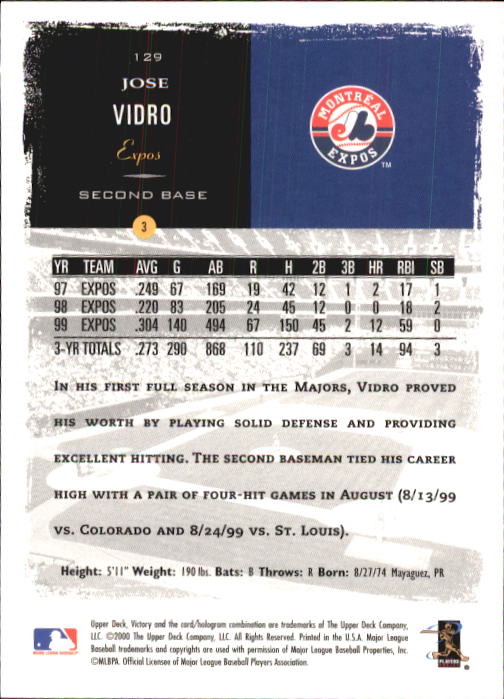 129
JOSE
VIDRO
Expos
SECOND BASE
MONTRÉAL
EXPOS
TM
3
YR TEAM AVG G AB R H 2B 3B HR RBI SB
97 EXPOS .249 67 169 19 42 12 1 2 17 1
98 EXPOS .220 83 205 24 45 12 0 0 18 2
99 EXPOS .304 140 494 67 150 45 2 12 59 0
3-YR TOTALS .273 290 868 110 237 69 3 14 94 3
IN HIS FIRST FULL SEASON IN THE MAJORS, VIDRO PROVED
HIS WORTH BY PLAYING SOLID DEFENSE AND PROVIDING
EXCELLENT HITTING. THE SECOND BASEMAN TIED HIS CAREER
HIGH WITH A PAIR OF FOUR-HIT GAMES IN AUGUST (8/13/99
VS. COLORADO AND 8/24/99 VS. ST. LOUIS).
Height: 5'11" Weight: 190 lbs. Bats: B Throws: R Born: 8/27/74 Mayaguez, PR
Upper Deck, Victory and the card/hologram combination are trademarks of The Upper Deck Company,
LLC. ©2000 The Upper Deck Company, LLC. All Rights Reserved. Printed in the U.S.A. Major League
Baseball trademarks and copyrights are used with permission of Major League Baseball Properties, Inc.
©MLBPA. Official Licensee of Major League Baseball Players Association.
PLAYERS